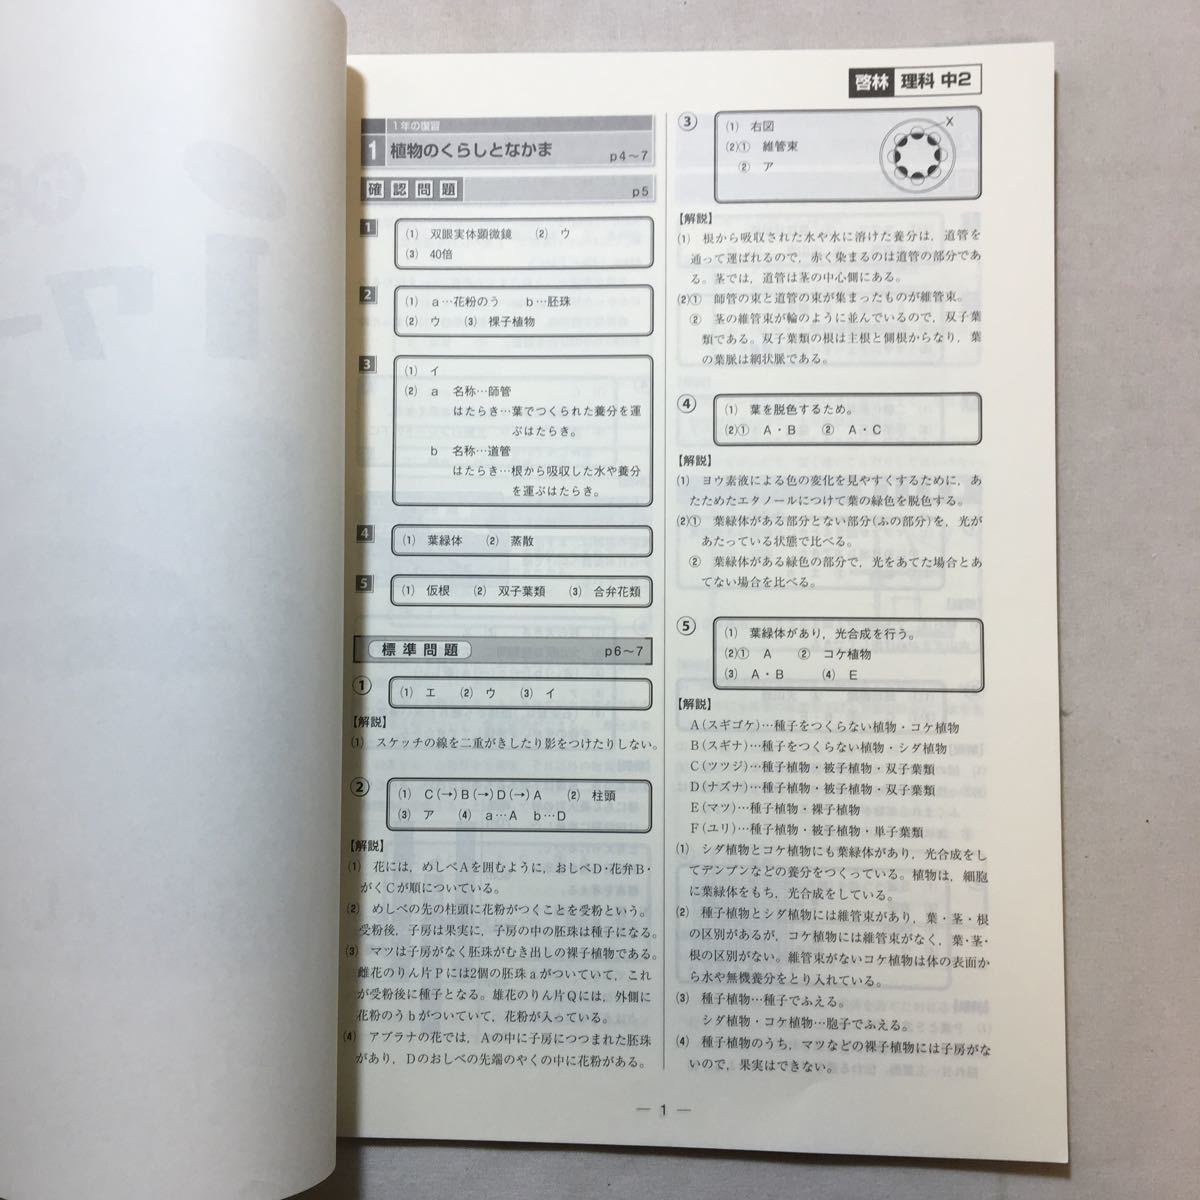 啓林 理科 中2
1年の復習
1 植物のくらしとなかま p4～7
確認問題 p5
1 (1) 双眼実体顕微鏡 (2) ウ
(3) 40倍
2 (1) a…花粉のう b…胚珠
(2) ウ (3) 裸子植物
3 (1) イ
(2) a 名称…師管
はたらき…葉でつくられた養分を運
ぶはたらき。
b 名称…道管
はたらき…根から吸収した水や養分
を運ぶはたらき。
4 (1) 葉緑体 (2) 蒸散
5 (1) 仮根 (2) 双子葉類 (3) 合弁花類
標準問題 p6～7
① (1) エ (2) ウ (3) イ
【解説】
(1) スケッチの線を二重がきしたり影をつけたりしない。
② (1) C(→)B(→)D(→)A (2) 柱頭
(3) ア (4) a…A b…D
【解説】
(1) 花には，めしべAを囲むように，おしべD・花弁B・
がくCが順についている。
(2) めしべの先の柱頭に花粉がつくことを受粉という。
受粉後，子房は果実に，子房の中の胚珠は種子になる。
(3) マツは子房がなく胚珠がむき出しの裸子植物である。
雌花のりん片Pには2個の胚珠aがついていて，これ
が受粉後に種子となる。雄花のりん片Qには，外側に
花粉のうbがついていて，花粉が入っている。
(4) アブラナの花では，Aの中に子房につつまれた胚珠
があり，Dのおしべの先端のやくの中に花粉がある。
③ (1) 右図
(2)① 維管束
② ア
X
【解説】
(1) 根から吸収された水や水に溶けた養分は，道管を
通って運ばれるので，赤く染まるのは道管の部分であ
る。茎では，道管は茎の中心側にある。
(2)① 師管の束と道管の束が集まったものが維管束。
② 茎の維管束が輪のように並んでいるので，双子葉
類である。双子葉類の根は主根と側根からなり，葉
の葉脈は網状脈である。
④ (1) 葉を脱色するため。
(2)① A・B ② A・C
【解説】
(1) ヨウ素液による色の変化を見やすくするために，あ
たためたエタノールにつけて葉の緑色を脱色する。
(2)① 葉緑体がある部分とない部分(ふの部分)を，光が
あたっている状態で比べる。
② 葉緑体がある緑色の部分で，光をあてた場合とあ
てない場合を比べる。
⑤ (1) 葉緑体があり，光合成を行う。
(2)① A ② コケ植物
(3) A・B (4) E
【解説】
A(スギゴケ)…種子をつくらない植物・コケ植物
B(スギナ)…種子をつくらない植物・シダ植物
C(ツツジ)…種子植物・被子植物・双子葉類
D(ナズナ)…種子植物・被子植物・双子葉類
E(マツ)…種子植物・裸子植物
F(ユリ)…種子植物・被子植物・単子葉類
(1) シダ植物とコケ植物にも葉緑体があり，光合成をし
てデンプンなどの養分をつくっている。植物は，細胞
に葉緑体をもち，光合成をしている。
(2) 種子植物とシダ植物には維管束があり，葉・茎・根
の区別があるが，コケ植物には維管束がなく，葉・茎・
根の区別がない。維管束がないコケ植物は体の表面か
ら水や無機養分をとり入れている。
(3) 種子植物…種子でふえる。
シダ植物・コケ植物…胞子でふえる。
(4) 種子植物のうち，マツなどの裸子植物には子房がな
いので，果実はできない。
― 1 ―